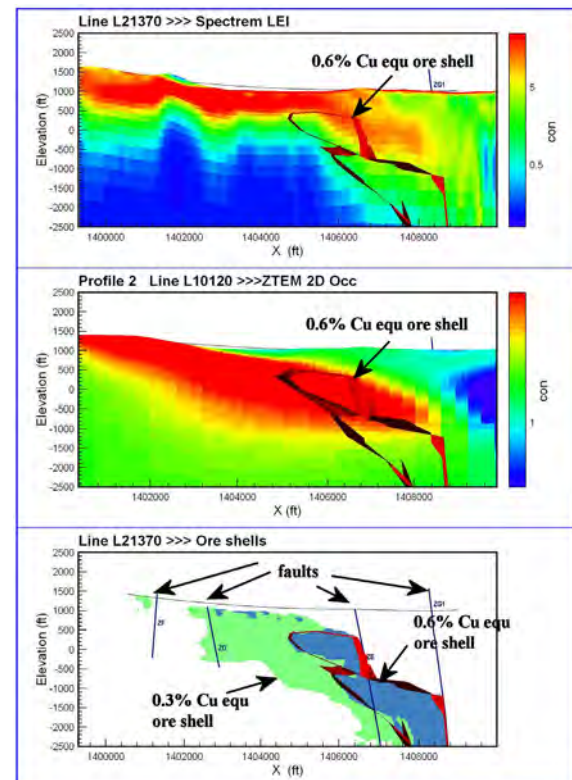 Line L21370 >>> Spectrem LEI
2500
2000
1500
1000
500
0
-500
-1000
-1500
-2000
-2500
Elevation (ft)
0.6% Cu equ ore shell
ZG1
5
0.5
con
1400000 1402000 1404000 1406000 1408000
X (ft)
Profile 2 Line L10120 >>>ZTEM 2D Occ
2500
2000
1500
1000
500
0
-500
-1000
-1500
-2000
-2500
Elevation (ft)
0.6% Cu equ ore shell
1
con
1402000 1404000 1406000 1408000
X (ft)
Line L21370 >>> Ore shells
2500
2000
1500
1000
500
0
-500
-1000
-1500
-2000
-2500
Elevation (ft)
faults
ZG1
ZF
0.6% Cu equ
ore shell
0.3% Cu equ
ore shell
1400000 1402000 1404000 1406000 1408000
X (ft)